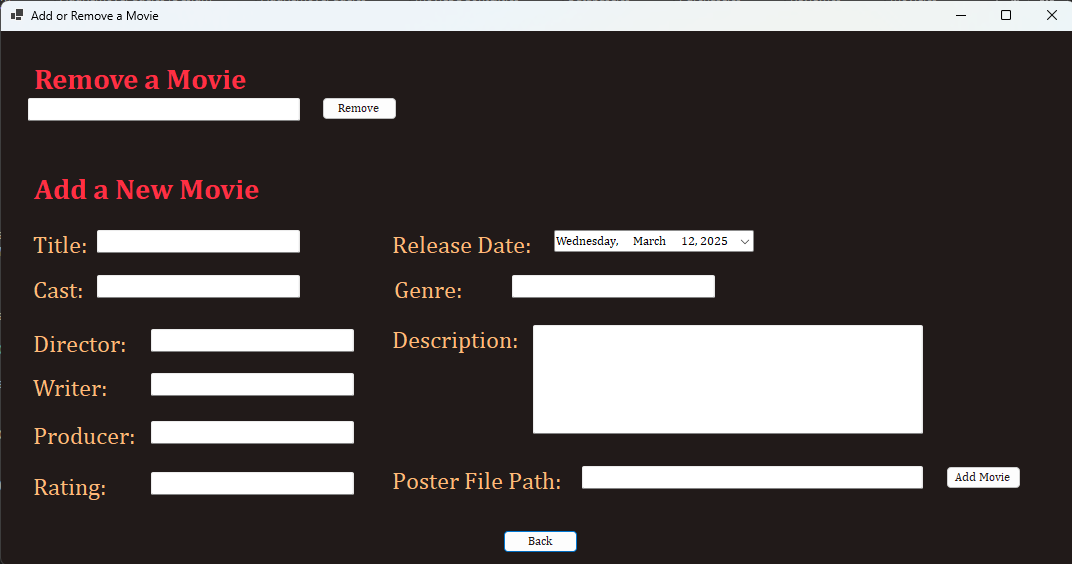 Add or Remove a Movie
Remove a Movie
Remove
Add a New Movie
Title:
Release Date: Wednesday, March 12, 2025
Cast:
Genre:
Director:
Description:
Writer:
Producer:
Rating:
Poster File Path:
Add Movie
Back